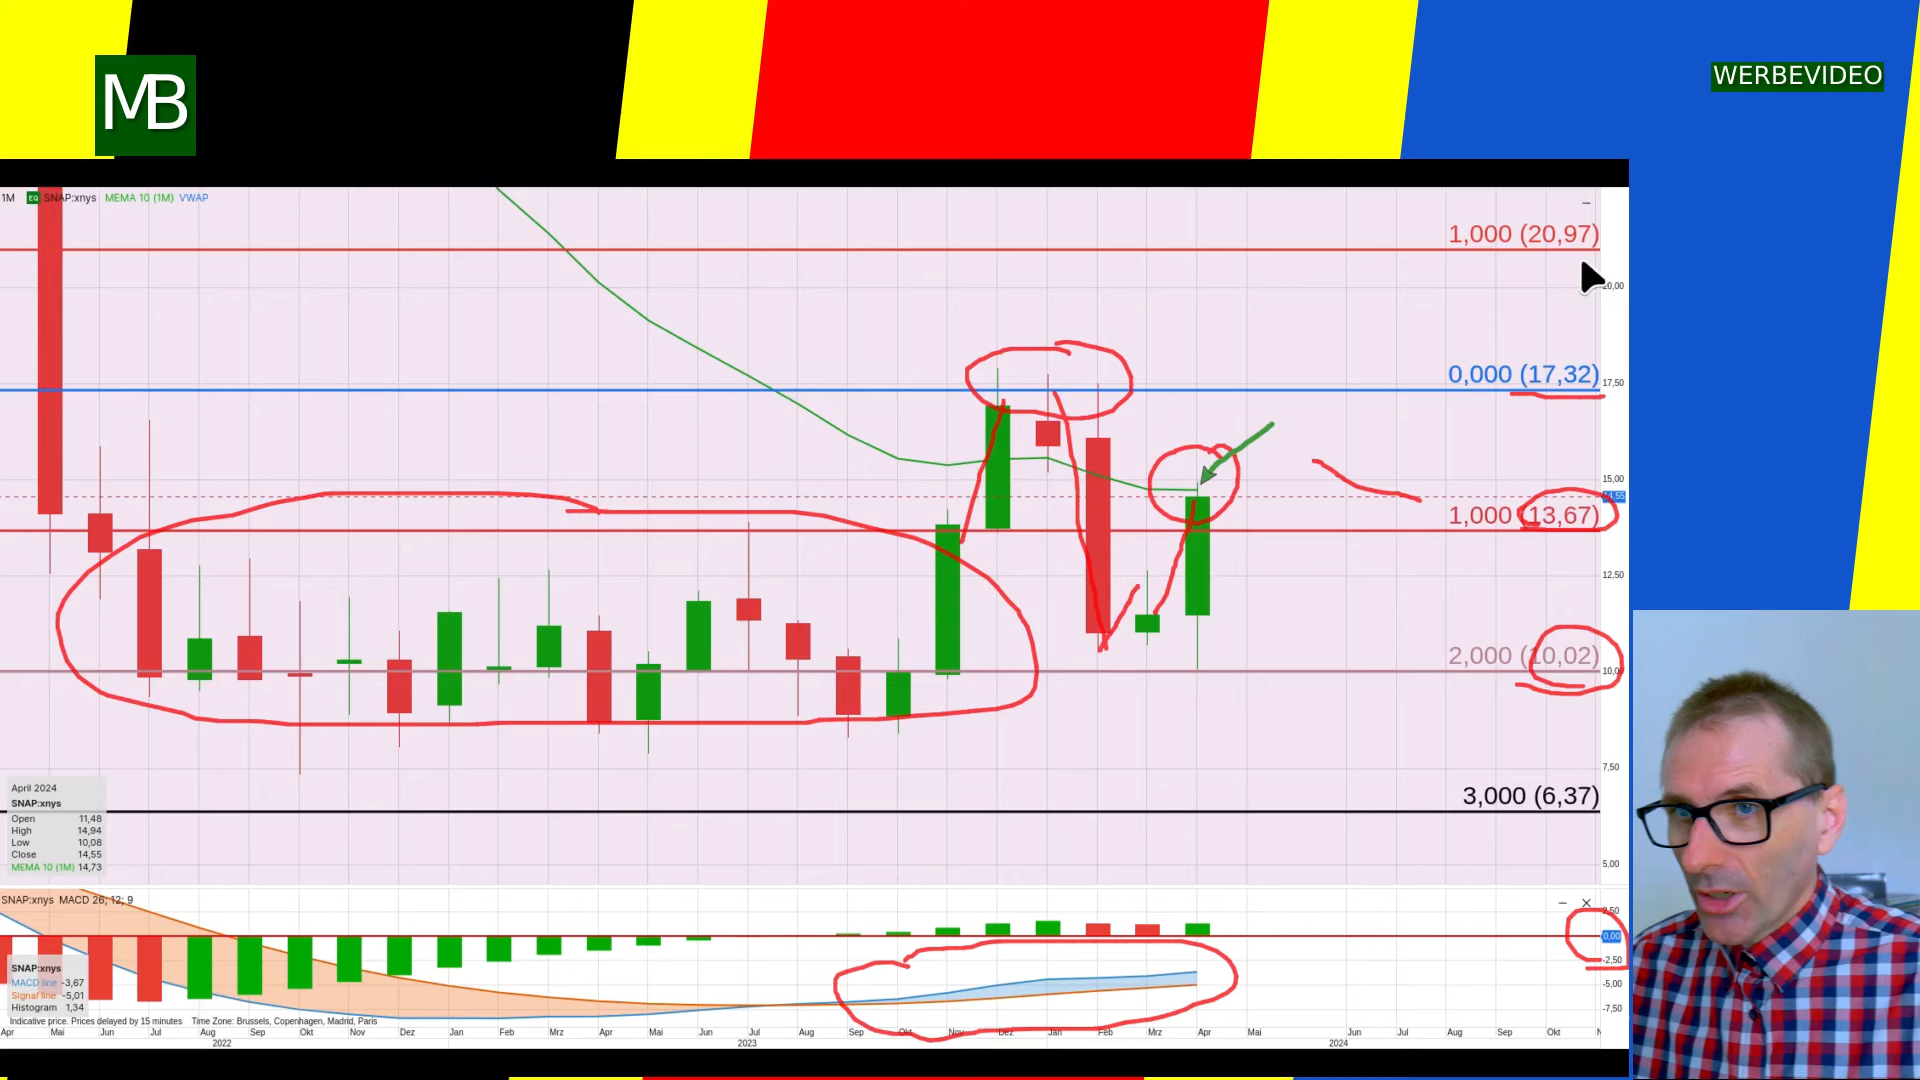 MB
WERBEVIDEO
1M EQ SNAP:xnys MEMA 10 (1M) VWAP
1,000 (20,97)
20,00
0,000 (17,32)
17,50
15,00
14,55
1,000 (13,67)
12,50
2,000 (10,02)
10,0
7,50
April 2024
3,000 (6,37)
SNAP:xnys
Open 11,48
High 14,94
Low 10,08
Close 14,55
MEMA 10 (1M) 14,73
5,00
SNAP:xnys MACD 26; 12; 9
2,50
0,00
-2,50
SNAP:xnys
MACD line -3,67
-5,00
Signal line -5,01
Histogram 1,34
-7,50
Indicative price. Prices delayed by 15 minutes Time Zone: Brussels, Copenhagen, Madrid, Paris
Apr Mai Jun Jul Aug Sep Okt Nov Dez Jan Feb Mrz Apr Mai Jun Jul Aug Sep Okt Nov Dez Jan Feb Mrz Apr Mai Jun Jul Aug Sep Okt N
2022 2023 2024